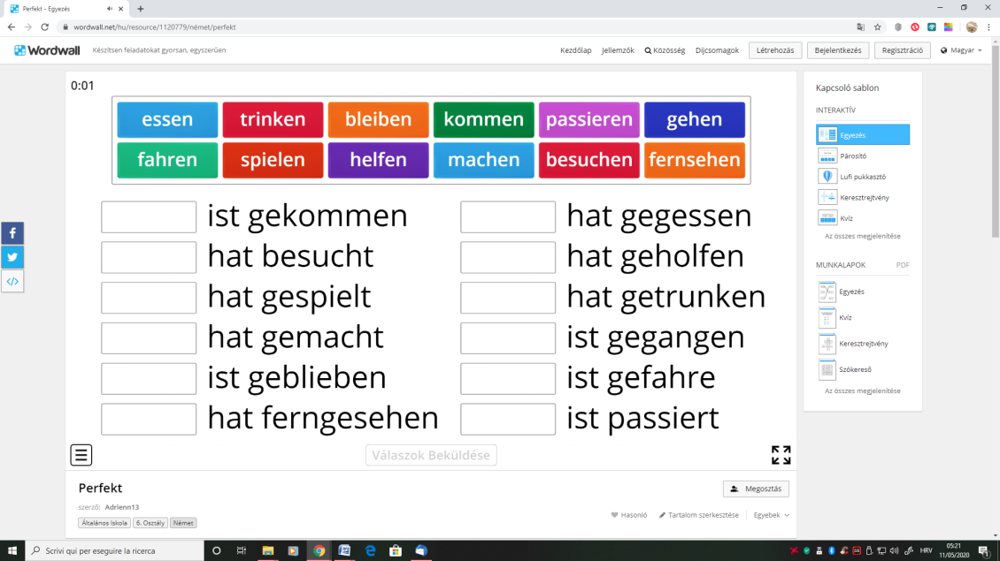 Perfekt - Egyezés
wordwall.net/hu/resource/1120779/német/perfekt
Wordwall
Készítsen feladatokat gyorsan, egyszerűen
Kezdőlap Jellemzők Közösség Díjcsomagok Létrehozás Bejelentkezés Regisztráció Magyar
0:01
essen trinken bleiben kommen passieren gehen
fahren spielen helfen machen besuchen fernsehen
ist gekommen hat gegessen
hat besucht hat geholfen
hat gespielt hat getrunken
hat gemacht ist gegangen
ist geblieben ist gefahre
hat ferngesehen ist passiert
Válaszok Beküldése
Kapcsoló sablon
INTERAKTÍV
Egyezés
Párosító
Lufi pukkasztó
Keresztrejtvény
Kvíz
Az összes megjelenítése
MUNKALAPOK PDF
Egyezés
Kvíz
Keresztrejtvény
Szókereső
Az összes megjelenítése
Perfekt
Megosztás
szerző: Adrienn13
Általános Iskola 6. Osztály Német
Hasonló Tartalom szerkesztése Egyebek
Scrivi qui per eseguire la ricerca
HRV
05:21
11/05/2020